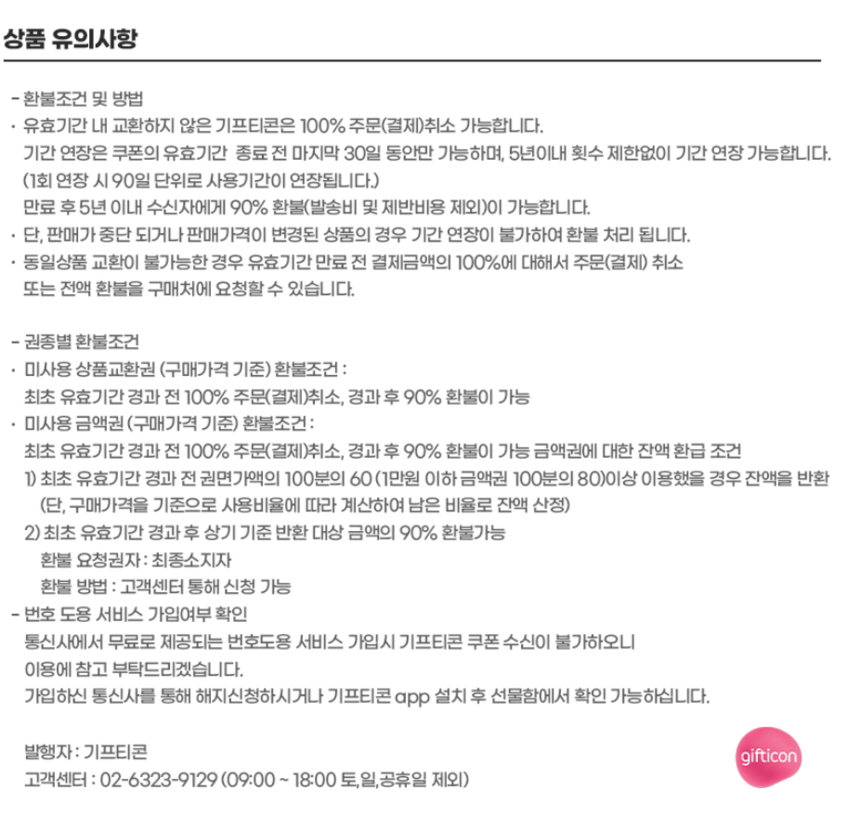 상품 유의사항
- 환불조건 및 방법
· 유효기간 내 교환하지 않은 기프티콘은 100% 주문(결제)취소 가능합니다.
기간 연장은 쿠폰의 유효기간 종료 전 마지막 30일 동안만 가능하며, 5년이내 횟수 제한없이 기간 연장 가능합니다.
(1회 연장 시 90일 단위로 사용기간이 연장됩니다.)
만료 후 5년 이내 수신자에게 90% 환불(발송비 및 제반비용 제외)이 가능합니다.
· 단, 판매가 중단 되거나 판매가격이 변경된 상품의 경우 기간 연장이 불가하여 환불 처리 됩니다.
· 동일상품 교환이 불가능한 경우 유효기간 만료 전 결제금액의 100%에 대해서 주문(결제) 취소
또는 전액 환불을 구매처에 요청할 수 있습니다.
- 권종별 환불조건
· 미사용 상품교환권 (구매가격 기준) 환불조건 :
최초 유효기간 경과 전 100% 주문(결제)취소, 경과 후 90% 환불이 가능
· 미사용 금액권 (구매가격 기준) 환불조건 :
최초 유효기간 경과 전 100% 주문(결제)취소, 경과 후 90% 환불이 가능 금액권에 대한 잔액 환급 조건
1) 최초 유효기간 경과 전 권면가액의 100분의 60 (1만원 이하 금액권 100분의 80)이상 이용했을 경우 잔액을 반환
(단, 구매가격을 기준으로 사용비율에 따라 계산하여 남은 비율로 잔액 산정)
2) 최초 유효기간 경과 후 상기 기준 반환 대상 금액의 90% 환불가능
환불 요청권자 : 최종소지자
환불 방법 : 고객센터 통해 신청 가능
- 번호 도용 서비스 가입여부 확인
통신사에서 무료로 제공되는 번호도용 서비스 가입시 기프티콘 쿠폰 수신이 불가하오니
이용에 참고 부탁드리겠습니다.
가입하신 통신사를 통해 해지신청하시거나 기프티콘 app 설치 후 선물함에서 확인 가능하십니다.
발행자 : 기프티콘
gifticon
고객센터 : 02-6323-9129 (09:00 ~ 18:00 토,일,공휴일 제외)